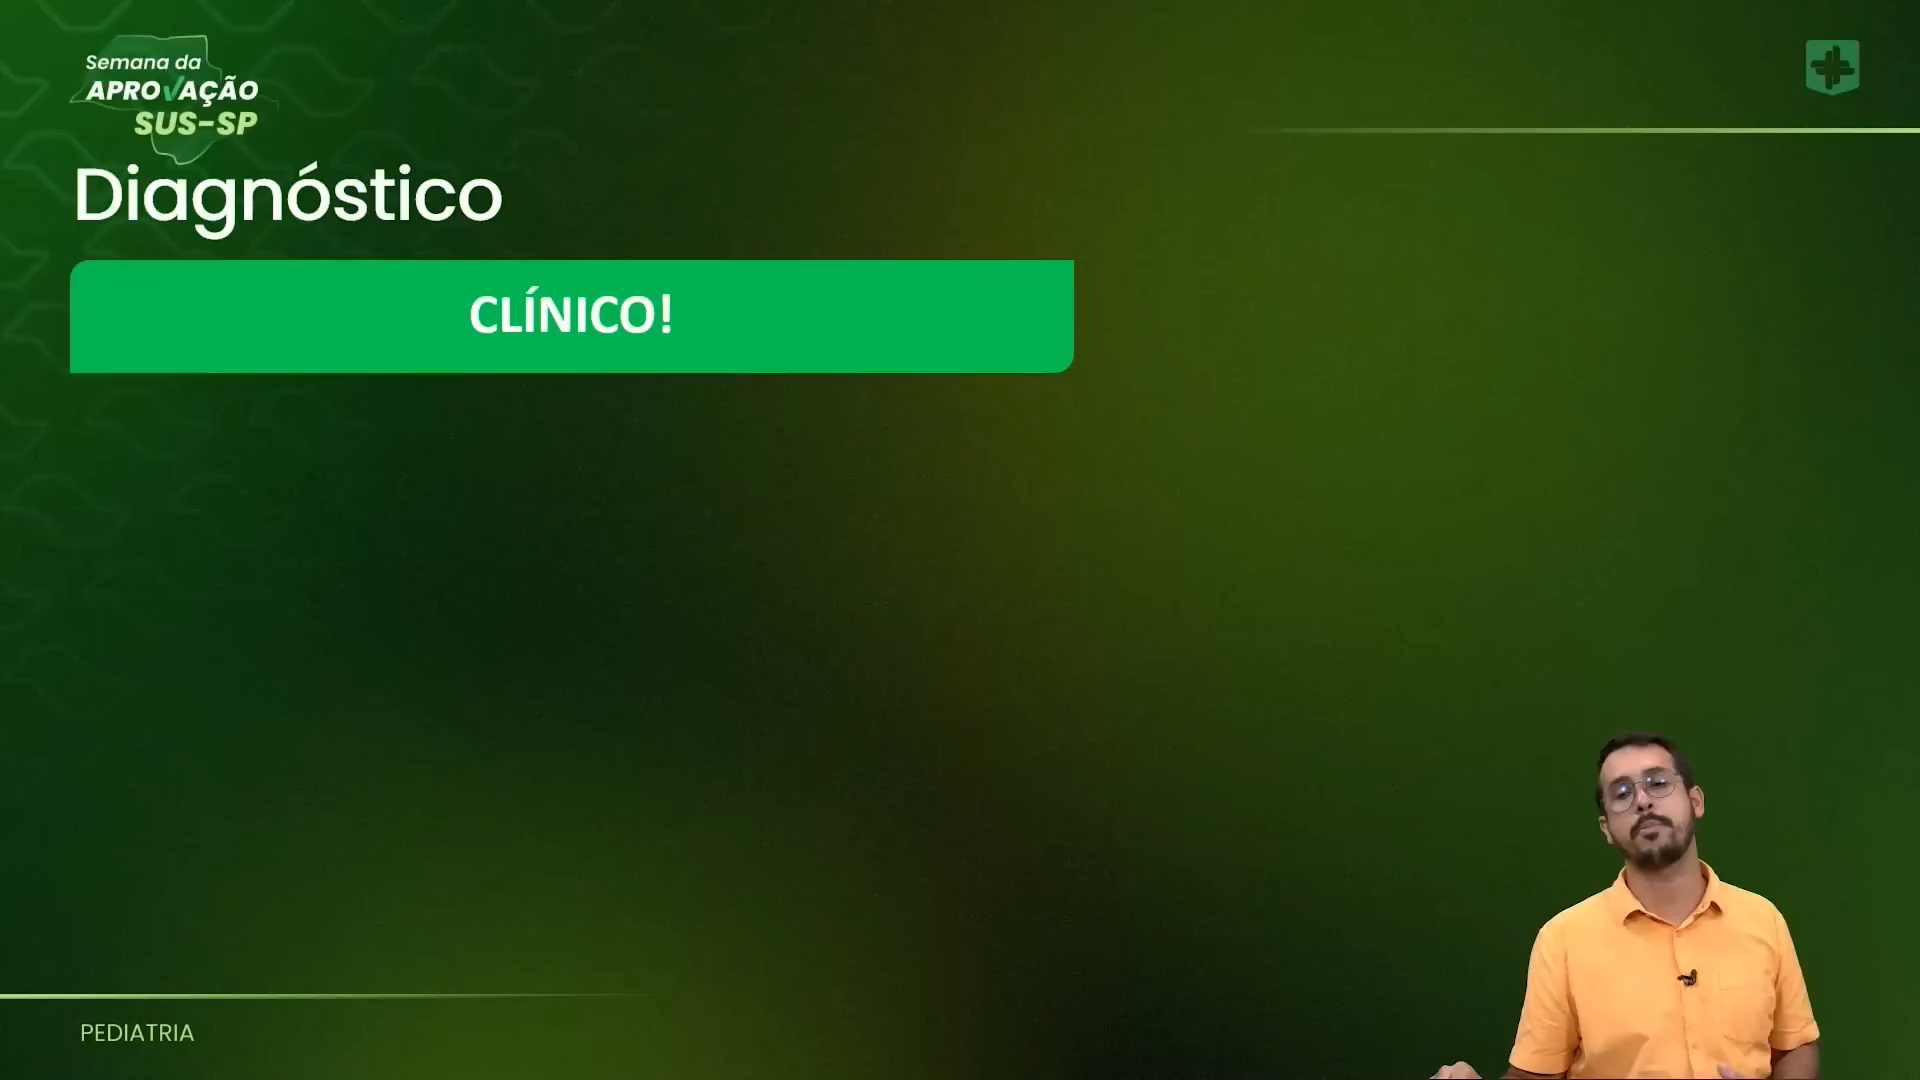 Semana da
APROVAÇÃO
SUS-SP
Diagnóstico
CLÍNICO!
PEDIATRIA